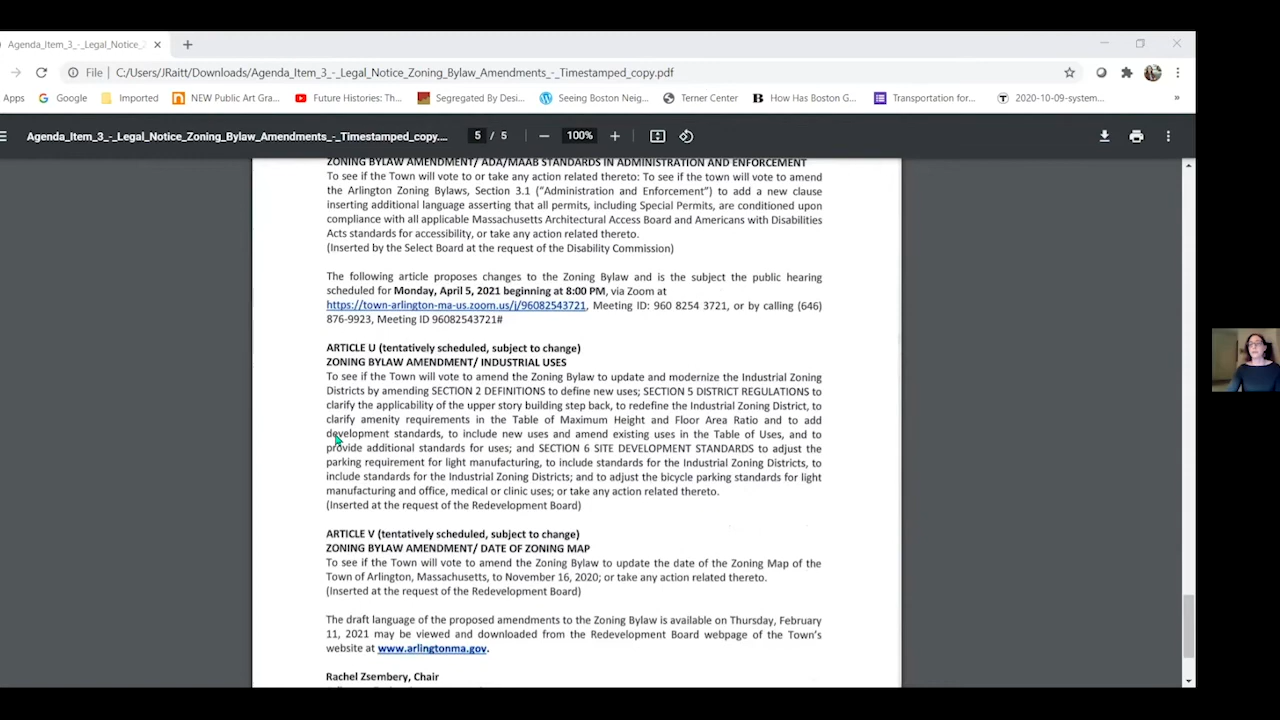 Agenda_Item_3_-_Legal_Notice_
File C:/Users/JRaitt/Downloads/Agenda_Item_3_-_Legal_Notice_Zoning_Bylaw_Amendments_-_Timestamped_copy.pdf
Apps Google Imported NEW Public Art Gra... Future Histories: Th... Segregated By Desi... Seeing Boston Neig... Terner Center How Has Boston G... Transportation for... 2020-10-09-system... »
Agenda_Item_3_-_Legal_Notice_Zoning_Bylaw_Amendments_-_Timestamped_copy.... 5 / 5 100%
ZONING BYLAW AMENDMENT/ ADA/MAAB STANDARDS IN ADMINISTRATION AND ENFORCEMENT
To see if the Town will vote to or take any action related thereto: To see if the town will vote to amend
the Arlington Zoning Bylaws, Section 3.1 ("Administration and Enforcement") to add a new clause
inserting additional language asserting that all permits, including Special Permits, are conditioned upon
compliance with all applicable Massachusetts Architectural Access Board and Americans with Disabilities
Acts standards for accessibility, or take any action related thereto.
(Inserted by the Select Board at the request of the Disability Commission)
The following article proposes changes to the Zoning Bylaw and is the subject the public hearing
scheduled for Monday, April 5, 2021 beginning at 8:00 PM, via Zoom at
https://town-arlington-ma-us.zoom.us/j/96082543721, Meeting ID: 960 8254 3721, or by calling (646)
876-9923, Meeting ID 96082543721#
ARTICLE U (tentatively scheduled, subject to change)
ZONING BYLAW AMENDMENT/ INDUSTRIAL USES
To see if the Town will vote to amend the Zoning Bylaw to update and modernize the Industrial Zoning
Districts by amending SECTION 2 DEFINITIONS to define new uses; SECTION 5 DISTRICT REGULATIONS to
clarify the applicability of the upper story building step back, to redefine the Industrial Zoning District, to
clarify amenity requirements in the Table of Maximum Height and Floor Area Ratio and to add
development standards, to include new uses and amend existing uses in the Table of Uses, and to
provide additional standards for uses; and SECTION 6 SITE DEVELOPMENT STANDARDS to adjust the
parking requirement for light manufacturing, to include standards for the Industrial Zoning Districts, to
include standards for the Industrial Zoning Districts; and to adjust the bicycle parking standards for light
manufacturing and office, medical or clinic uses; or take any action related thereto.
(Inserted at the request of the Redevelopment Board)
ARTICLE V (tentatively scheduled, subject to change)
ZONING BYLAW AMENDMENT/ DATE OF ZONING MAP
To see if the Town will vote to amend the Zoning Bylaw to update the date of the Zoning Map of the
Town of Arlington, Massachusetts, to November 16, 2020; or take any action related thereto.
(Inserted at the request of the Redevelopment Board)
The draft language of the proposed amendments to the Zoning Bylaw is available on Thursday, February
11, 2021 may be viewed and downloaded from the Redevelopment Board webpage of the Town's
website at www.arlingtonma.gov.
Rachel Zsembery, Chair